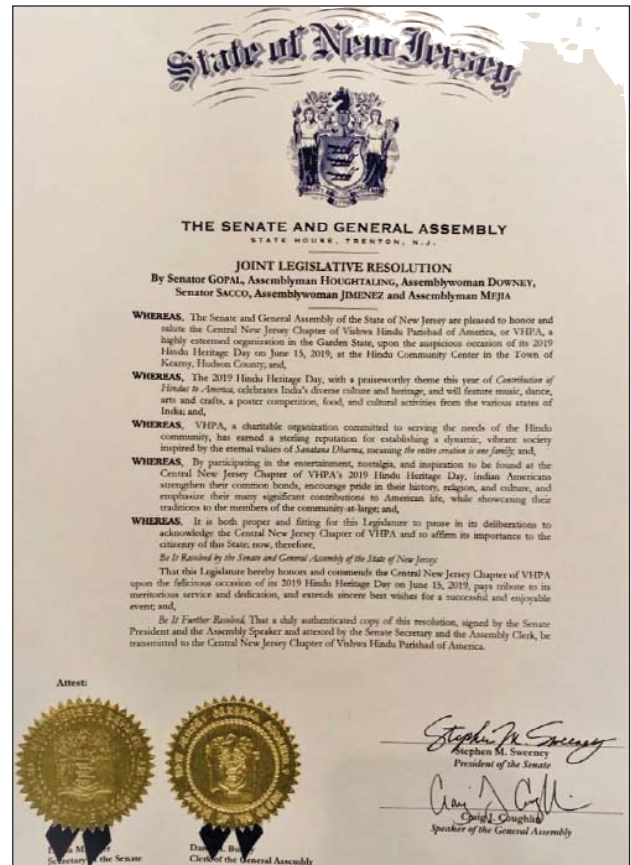 State of New Jersey
THE SENATE AND GENERAL ASSEMBLY
STATE HOUSE, TRENTON, N.J.
JOINT LEGISLATIVE RESOLUTION
By Senator GOPAL, Assemblyman HOUGHTALING, Assemblywoman DOWNEY,
Senator SACCO, Assemblywoman JIMENEZ and Assemblyman MEJIA
WHEREAS, The Senate and General Assembly of the State of New Jersey are pleased to honor and
salute the Central New Jersey Chapter of Vishwa Hindu Parishad of America, or VHPA, a
highly esteemed organization in the Garden State, upon the auspicious occasion of its 2019
Hindu Heritage Day on June 15, 2019, at the Hindu Community Center in the Town of
Kearny, Hudson County; and,
WHEREAS, The 2019 Hindu Heritage Day, with a praiseworthy theme this year of Contribution of
Hindus to America, celebrates India's diverse culture and heritage, and will feature music, dance,
arts and crafts, a poster competition, food, and cultural activities from the various states of
India; and,
WHEREAS, VHPA, a charitable organization committed to serving the needs of the Hindu
community, has earned a sterling reputation for establishing a dynamic, vibrant society
inspired by the eternal values of Sanatana Dharma, meaning the entire creation is one family; and,
WHEREAS, By participating in the entertainment, nostalgia, and inspiration to be found at the
Central New Jersey Chapter of VHPA's 2019 Hindu Heritage Day, Indian Americans
strengthen their common bonds, encourage pride in their history, religion, and culture, and
emphasize their many significant contributions to American life, while showcasing their
traditions to the members of the community-at-large; and,
WHEREAS, It is both proper and fitting for this Legislature to pause in its deliberations to
acknowledge the Central New Jersey Chapter of VHPA and to affirm its importance to the
citizenry of this State; now, therefore,
Be It Resolved by the Senate and General Assembly of the State of New Jersey:
That this Legislature hereby honors and commends the Central New Jersey Chapter of VHPA
upon the felicitous occasion of its 2019 Hindu Heritage Day on June 15, 2019, pays tribute to its
meritorious service and dedication, and extends sincere best wishes for a successful and enjoyable
event; and,
Be It Further Resolved, That a duly authenticated copy of this resolution, signed by the Senate
President and the Assembly Speaker and attested by the Senate Secretary and the Assembly Clerk, be
transmitted to the Central New Jersey Chapter of Vishwa Hindu Parishad of America.
Attest:
Stephen M. Sweeney
Stephen M. Sweeney
President of the Senate
Craig J. Coughlin
Speaker of the General Assembly
Secretary of the Senate
Clerk of the General Assembly